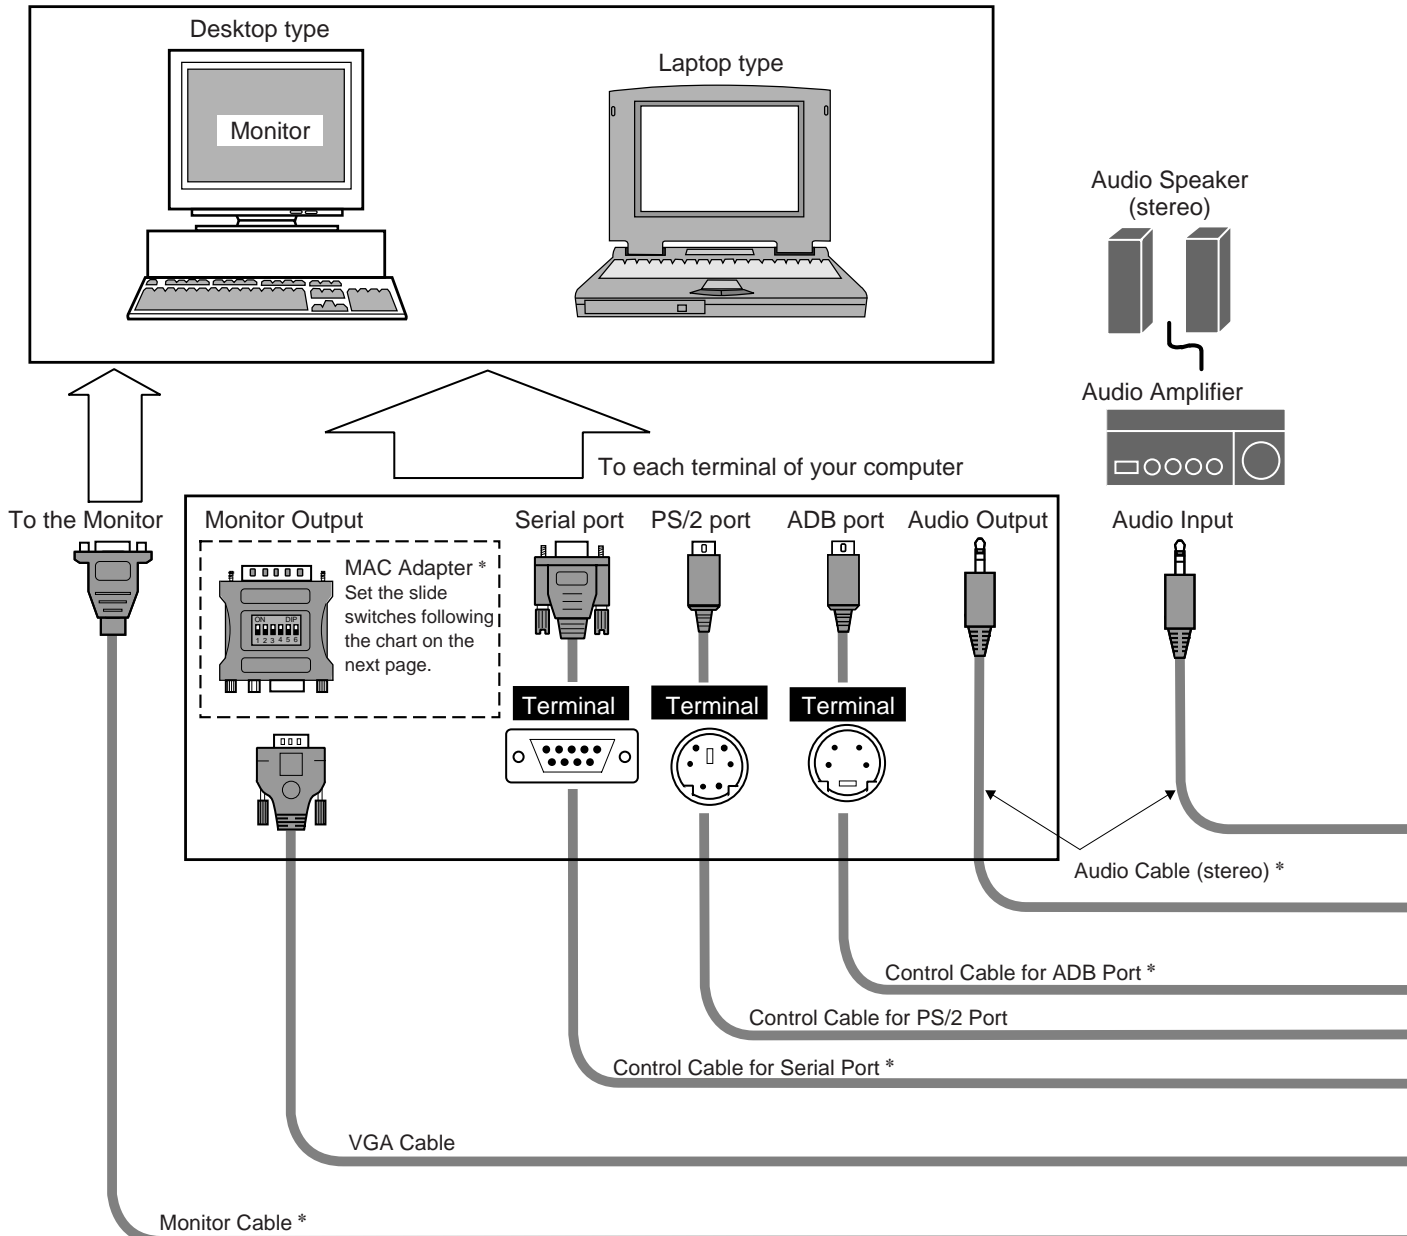 Desktop type
Monitor
Laptop type
Audio Speaker
(stereo)
Audio Amplifier
To each terminal of your computer
To the Monitor
Monitor Output
Serial port
PS/2 port
ADB port
Audio Output
Audio Input
MAC Adapter *
Set the slide
switches following
the chart on the
next page.
ON DIP
1 2 3 4 5 6
Terminal
Terminal
Terminal
Audio Cable (stereo) *
Control Cable for ADB Port *
Control Cable for PS/2 Port
Control Cable for Serial Port *
VGA Cable
Monitor Cable *